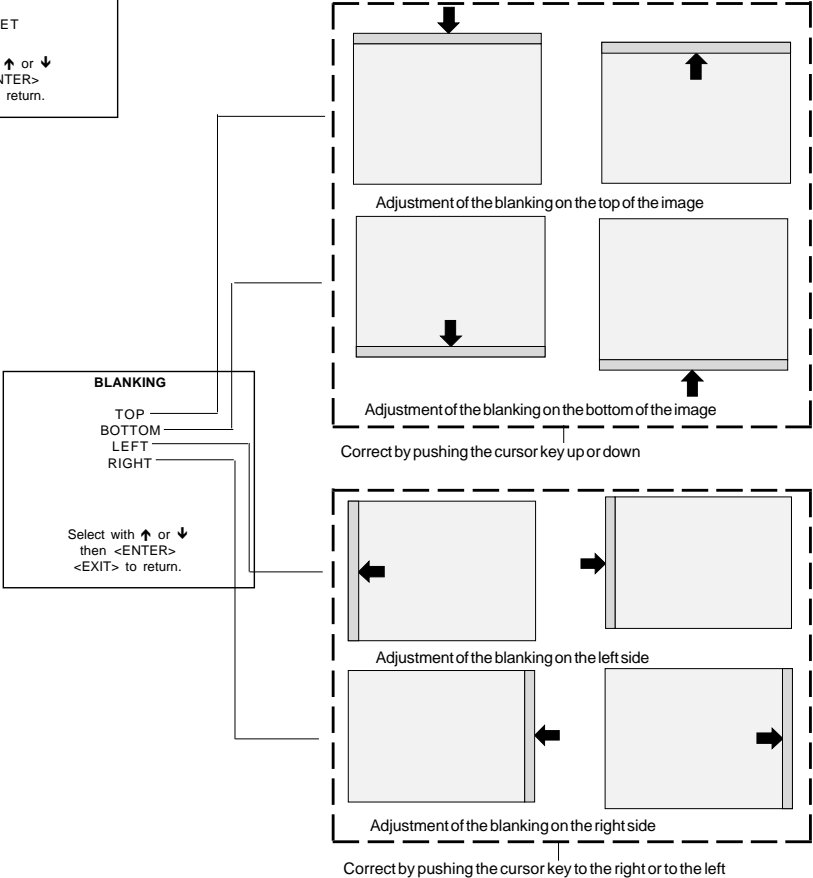 ET
↑ or ↓
return.
Adjustment of the blanking on the top of the image
Adjustment of the blanking on the bottom of the image
Correct by pushing the cursor key up or down
BLANKING
TOP
BOTTOM
LEFT
RIGHT
Select with ↑ or ↓
then <ENTER>
<EXIT> to return.
Adjustment of the blanking on the left side
Adjustment of the blanking on the right side
Correct by pushing the cursor key to the right or to the left